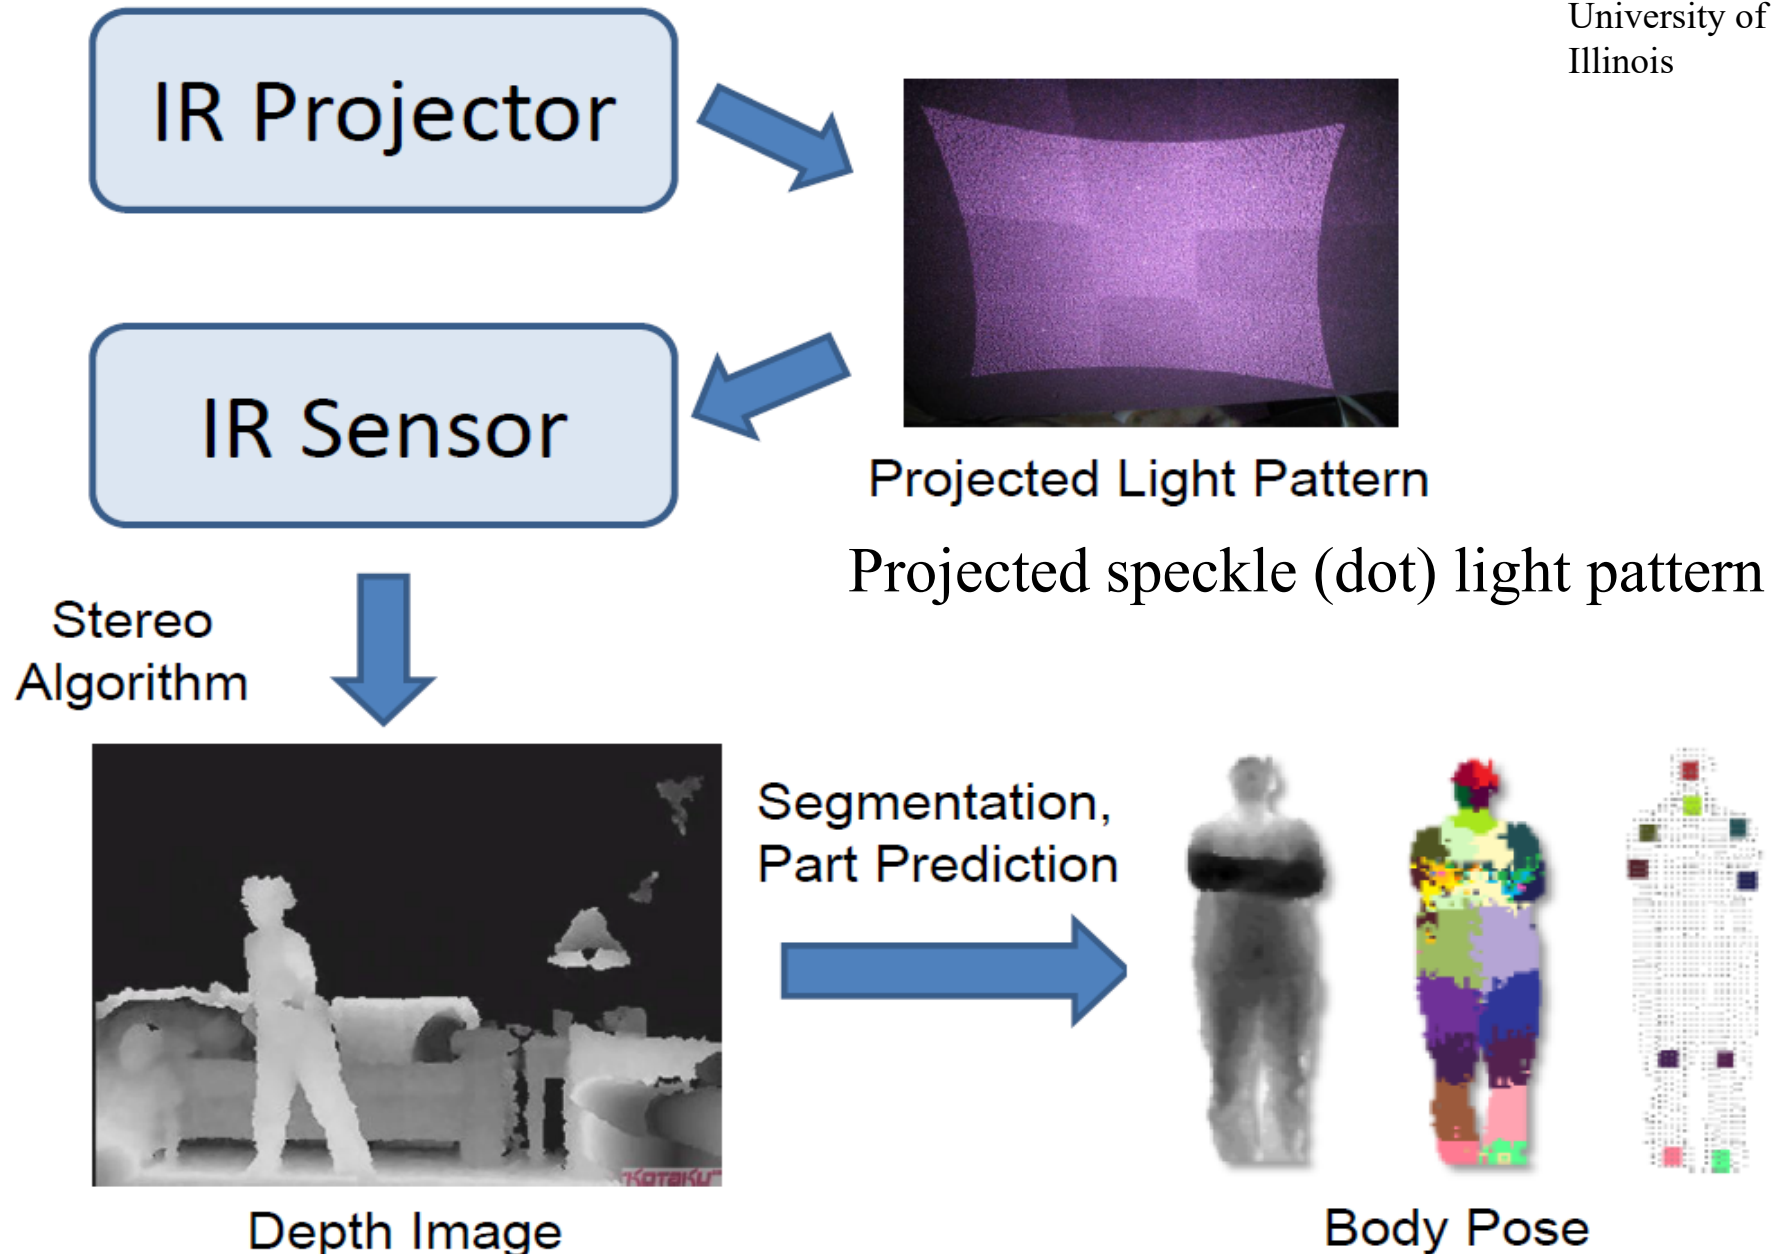 University of
Illinois
IR Projector
IR Sensor
Projected Light Pattern
Projected speckle (dot) light pattern
Stereo
Algorithm
Segmentation,
Part Prediction
KOTAKU
Depth Image
Body Pose